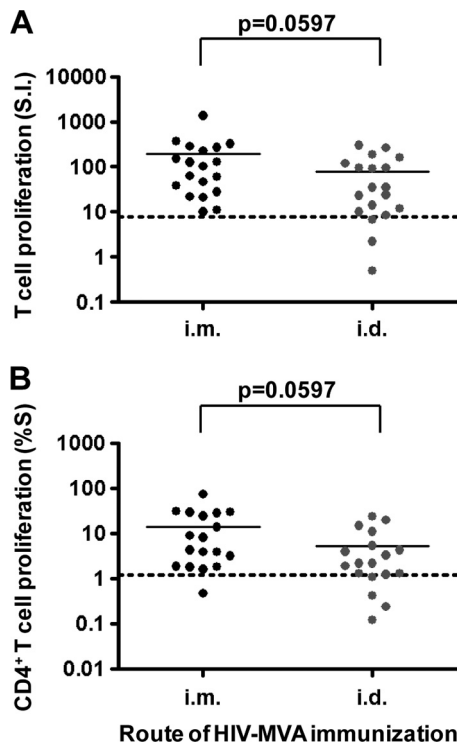 A
p=0.0597
T cell proliferation (S.I.)
10000
1000
100
10
1
0.1
i.m. i.d.
B
p=0.0597
CD4+ T cell proliferation (%S)
1000
100
10
1
0.1
0.01
i.m. i.d.
Route of HIV-MVA immunization